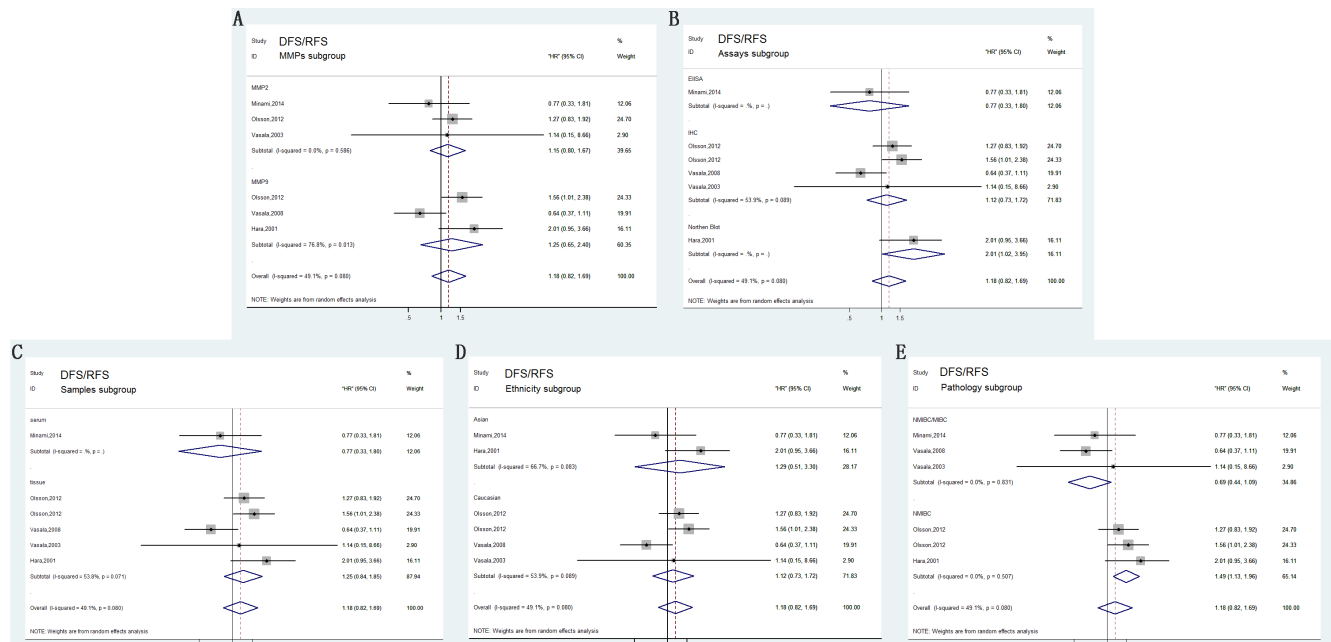 A
Study DFS/RFS %
ID MMPs subgroup "HR" (95% CI) Weight
MMP2
Minami,2014 0.77 (0.33, 1.81) 12.06
Olsson,2012 1.27 (0.83, 1.92) 24.70
Vasala,2003 1.14 (0.15, 8.66) 2.90
Subtotal (I-squared = 0.0%, p = 0.586) 1.15 (0.80, 1.67) 39.65
.
MMP9
Olsson,2012 1.56 (1.01, 2.38) 24.33
Vasala,2008 0.64 (0.37, 1.11) 19.91
Hara,2001 2.01 (0.95, 3.66) 16.11
Subtotal (I-squared = 76.8%, p = 0.013) 1.25 (0.65, 2.40) 60.35
.
Overall (I-squared = 49.1%, p = 0.080) 1.18 (0.82, 1.69) 100.00
NOTE: Weights are from random effects analysis
.5 1 1.5
B
Study DFS/RFS %
ID Assays subgroup "HR" (95% CI) Weight
EIISA
Minami,2014 0.77 (0.33, 1.81) 12.06
Subtotal (I-squared = .%, p = .) 0.77 (0.33, 1.80) 12.06
.
IHC
Olsson,2012 1.27 (0.83, 1.92) 24.70
Olsson,2012 1.56 (1.01, 2.38) 24.33
Vasala,2008 0.64 (0.37, 1.11) 19.91
Vasala,2003 1.14 (0.15, 8.66) 2.90
Subtotal (I-squared = 53.9%, p = 0.089) 1.12 (0.73, 1.72) 71.83
.
Northen Blot
Hara,2001 2.01 (0.95, 3.66) 16.11
Subtotal (I-squared = .%, p = .) 2.01 (1.02, 3.95) 16.11
.
Overall (I-squared = 49.1%, p = 0.080) 1.18 (0.82, 1.69) 100.00
NOTE: Weights are from random effects analysis
.5 1 1.5
C
Study DFS/RFS %
ID Samples subgroup "HR" (95% CI) Weight
sarum
Minami,2014 0.77 (0.33, 1.81) 12.06
Subtotal (I-squared = .%, p = .) 0.77 (0.33, 1.80) 12.06
.
tissue
Olsson,2012 1.27 (0.83, 1.92) 24.70
Olsson,2012 1.56 (1.01, 2.38) 24.33
Vasala,2008 0.64 (0.37, 1.11) 19.91
Vasala,2003 1.14 (0.15, 8.66) 2.90
Hara,2001 2.01 (0.95, 3.66) 16.11
Subtotal (I-squared = 53.8%, p = 0.071) 1.25 (0.84, 1.85) 87.94
.
Overall (I-squared = 49.1%, p = 0.080) 1.18 (0.82, 1.69) 100.00
NOTE: Weights are from random effects analysis
D
Study DFS/RFS %
ID Ethnicity subgroup "HR" (95% CI) Weight
Asian
Minami,2014 0.77 (0.33, 1.81) 12.06
Hara,2001 2.01 (0.95, 3.66) 16.11
Subtotal (I-squared = 66.7%, p = 0.083) 1.29 (0.51, 3.30) 28.17
.
Caucasian
Olsson,2012 1.27 (0.83, 1.92) 24.70
Olsson,2012 1.56 (1.01, 2.38) 24.33
Vasala,2008 0.64 (0.37, 1.11) 19.91
Vasala,2003 1.14 (0.15, 8.66) 2.90
Subtotal (I-squared = 53.9%, p = 0.089) 1.12 (0.73, 1.72) 71.83
.
Overall (I-squared = 49.1%, p = 0.080) 1.18 (0.82, 1.69) 100.00
NOTE: Weights are from random effects analysis
E
Study DFS/RFS %
ID Pathology subgroup "HR" (95% CI) Weight
NMIBC/MIBC
Minami,2014 0.77 (0.33, 1.81) 12.06
Vasala,2008 0.64 (0.37, 1.11) 19.91
Vasala,2003 1.14 (0.15, 8.66) 2.90
Subtotal (I-squared = 0.0%, p = 0.831) 0.69 (0.44, 1.09) 34.86
.
NMIBC
Olsson,2012 1.27 (0.83, 1.92) 24.70
Olsson,2012 1.56 (1.01, 2.38) 24.33
Hara,2001 2.01 (0.95, 3.66) 16.11
Subtotal (I-squared = 0.0%, p = 0.507) 1.49 (1.13, 1.96) 65.14
.
Overall (I-squared = 49.1%, p = 0.080) 1.18 (0.82, 1.69) 100.00
NOTE: Weights are from random effects analysis